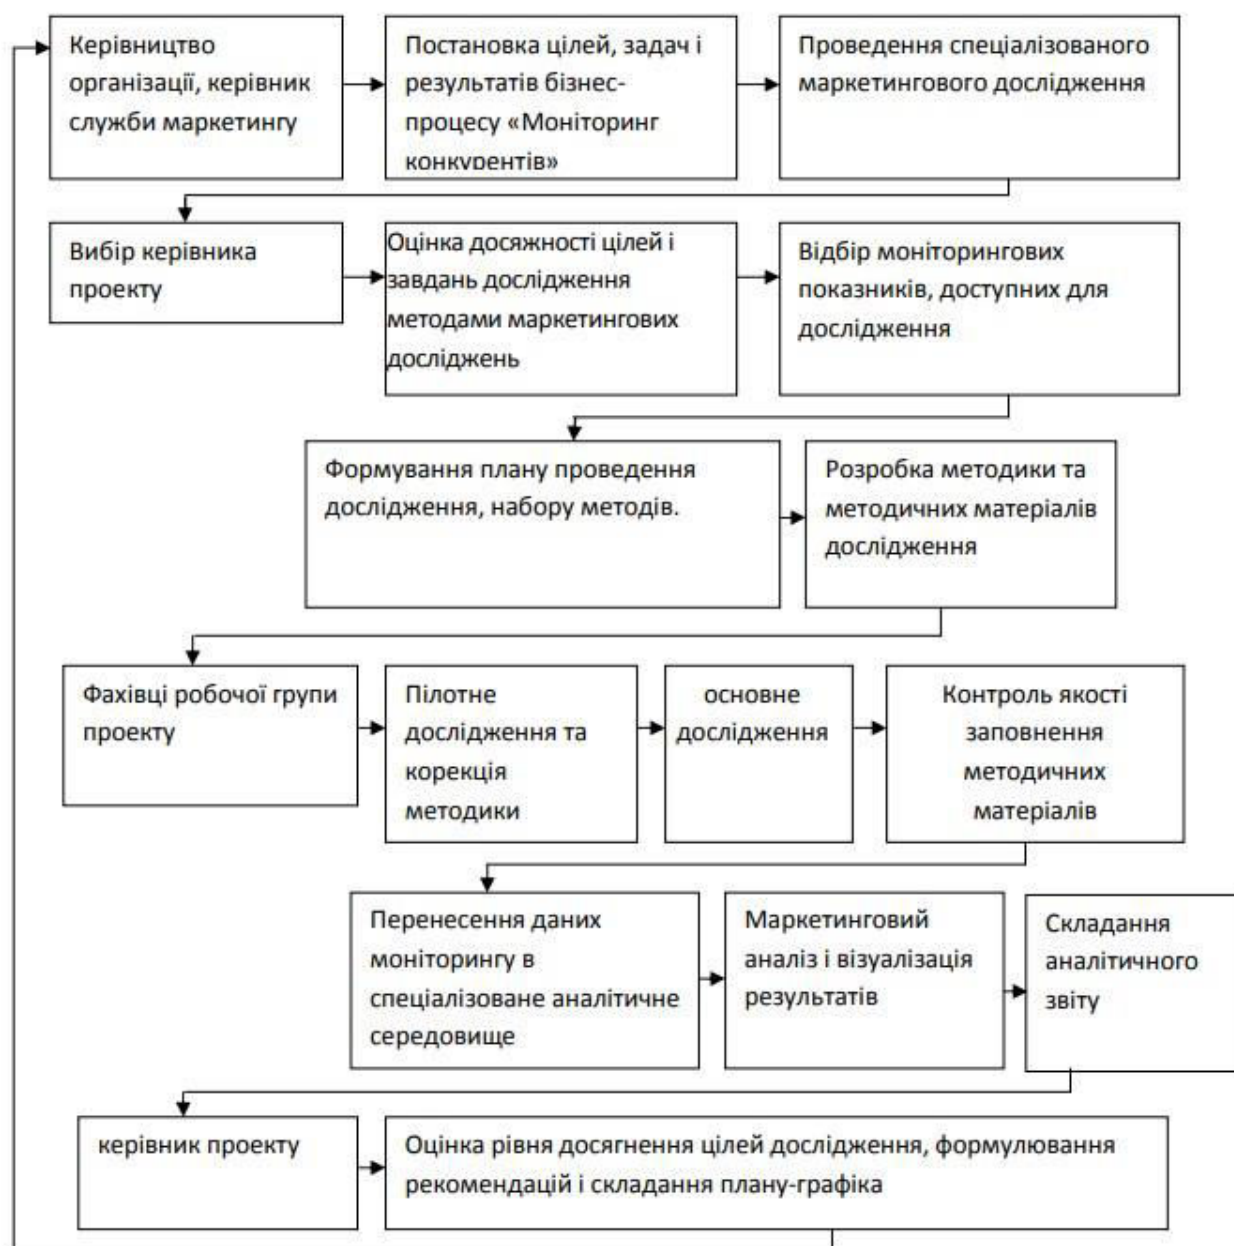 Керівництво
організації, керівник
служби маркетингу
Постановка цілей, задач і
результатів бізнес-
процесу «Моніторинг
конкурентів»
Проведення спеціалізованого
маркетингового дослідження
Вибір керівника
проекту
Оцінка досяжності цілей і
завдань дослідження
методами маркетингових
досліджень
Відбір моніторингових
показників, доступних для
дослідження
Формування плану проведення
дослідження, набору методів.
Розробка методики та
методичних матеріалів
дослідження
Фахівці робочої групи
проекту
Пілотне
дослідження та
корекція
методики
основне
дослідження
Контроль якості
заповнення
методичних
матеріалів
Перенесення даних
моніторингу в
спеціалізоване аналітичне
середовище
Маркетинговий
аналіз і візуалізація
результатів
Складання
аналітичного
звіту
керівник проекту
Оцінка рівня досягнення цілей дослідження, формулювання
рекомендацій і складання плану-графіка